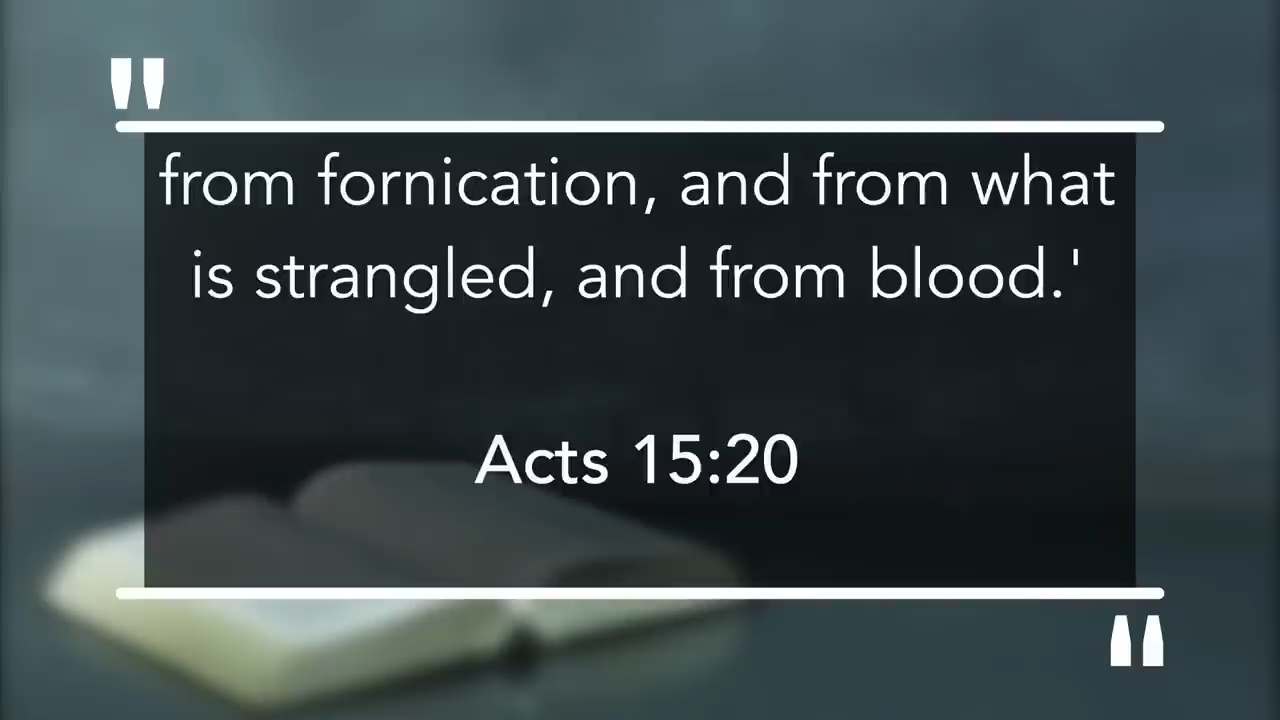 "
from fornication, and from what
is strangled, and from blood.'
Acts 15:20
"